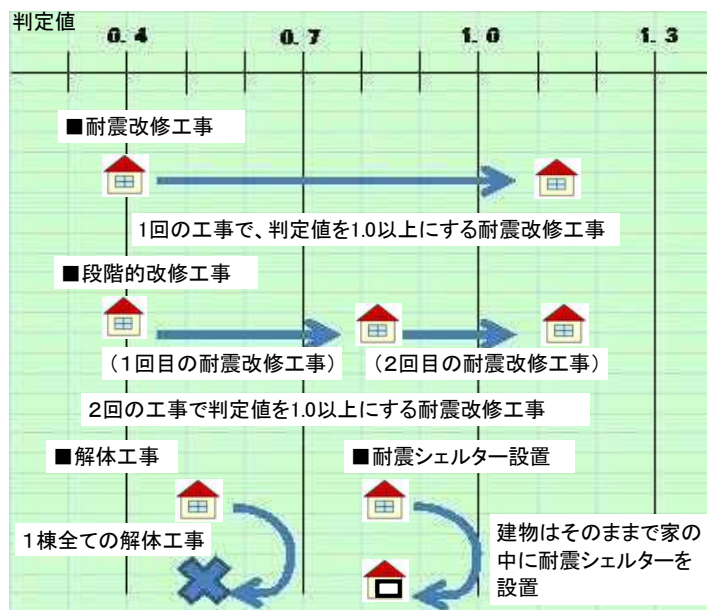 判定値
0.4 0.7 1.0 1.3
■耐震改修工事
1回の工事で、判定値を1.0以上にする耐震改修工事
■段階的改修工事
(1回目の耐震改修工事) (2回目の耐震改修工事)
2回の工事で判定値を1.0以上にする耐震改修工事
■解体工事
1棟全ての解体工事
■耐震シェルター設置
建物はそのままで家の
中に耐震シェルターを
設置